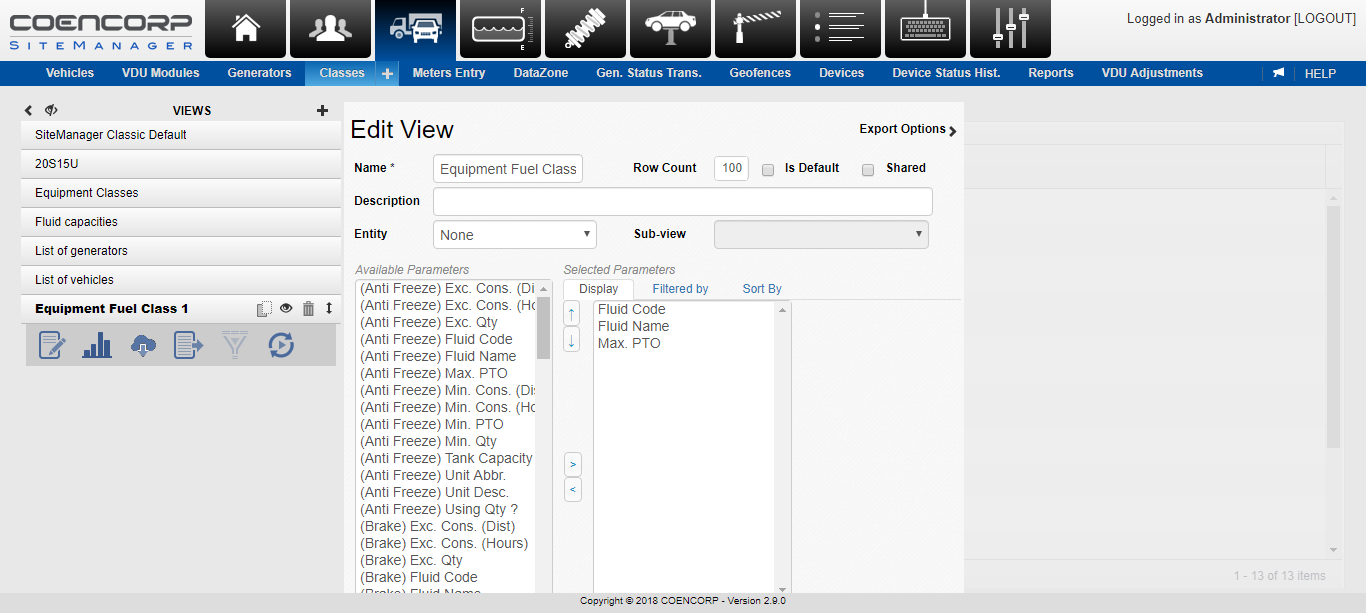 COENCORP
SITEMANAGER
F
E
Logged in as Administrator [LOGOUT]
Vehicles VDU Modules Generators Classes + Meters Entry DataZone Gen. Status Trans. Geofences Devices Device Status Hist. Reports VDU Adjustments HELP
VIEWS
SiteManager Classic Default
20S15U
Equipment Classes
Fluid capacities
List of generators
List of vehicles
Equipment Fuel Class 1
Edit View
Export Options
Name * Equipment Fuel Class Row Count 100 Is Default Shared
Description
Entity None Sub-view
Available Parameters
(Anti Freeze) Exc. Cons. (Di
(Anti Freeze) Exc. Cons. (Ho
(Anti Freeze) Exc. Qty
(Anti Freeze) Fluid Code
(Anti Freeze) Fluid Name
(Anti Freeze) Max. PTO
(Anti Freeze) Min. Cons. (Dis
(Anti Freeze) Min. Cons. (Ho
(Anti Freeze) Min. PTO
(Anti Freeze) Min. Qty
(Anti Freeze) Tank Capacity
(Anti Freeze) Unit Abbr.
(Anti Freeze) Unit Desc.
(Anti Freeze) Using Qty ?
(Brake) Exc. Cons. (Dist)
(Brake) Exc. Cons. (Hours)
(Brake) Exc. Qty
(Brake) Fluid Code
(Brake) Fluid Name
Selected Parameters
Display Filtered by Sort By
Fluid Code
Fluid Name
Max. PTO
↑
↓
>
<
1 - 13 of 13 items
Copyright © 2018 COENCORP - Version 2.9.0